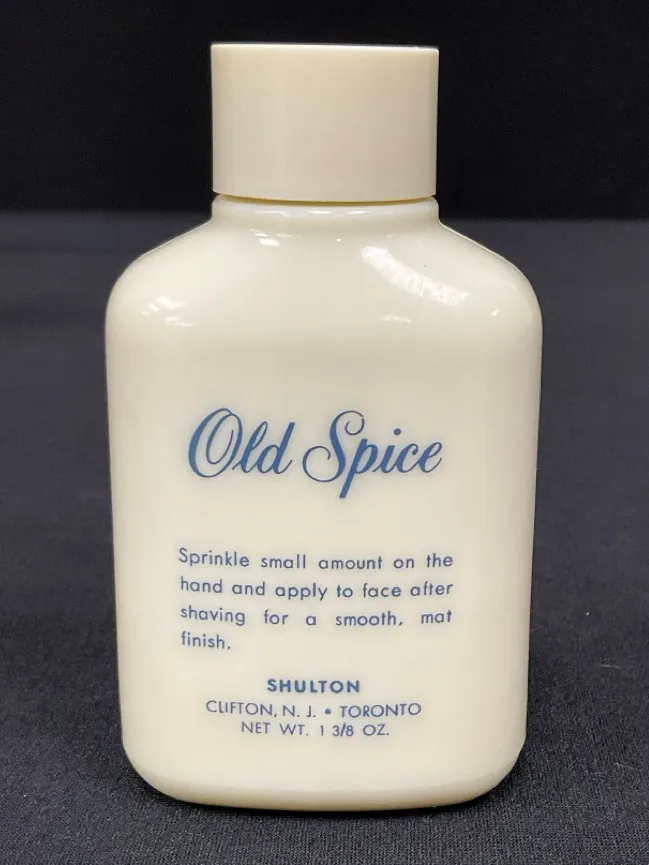 Old Spice
Sprinkle small amount on the
hand and apply to face after
shaving for a smooth, mat
finish.
SHULTON
CLIFTON, N. J. • TORONTO
NET WT. 1 3/8 OZ.